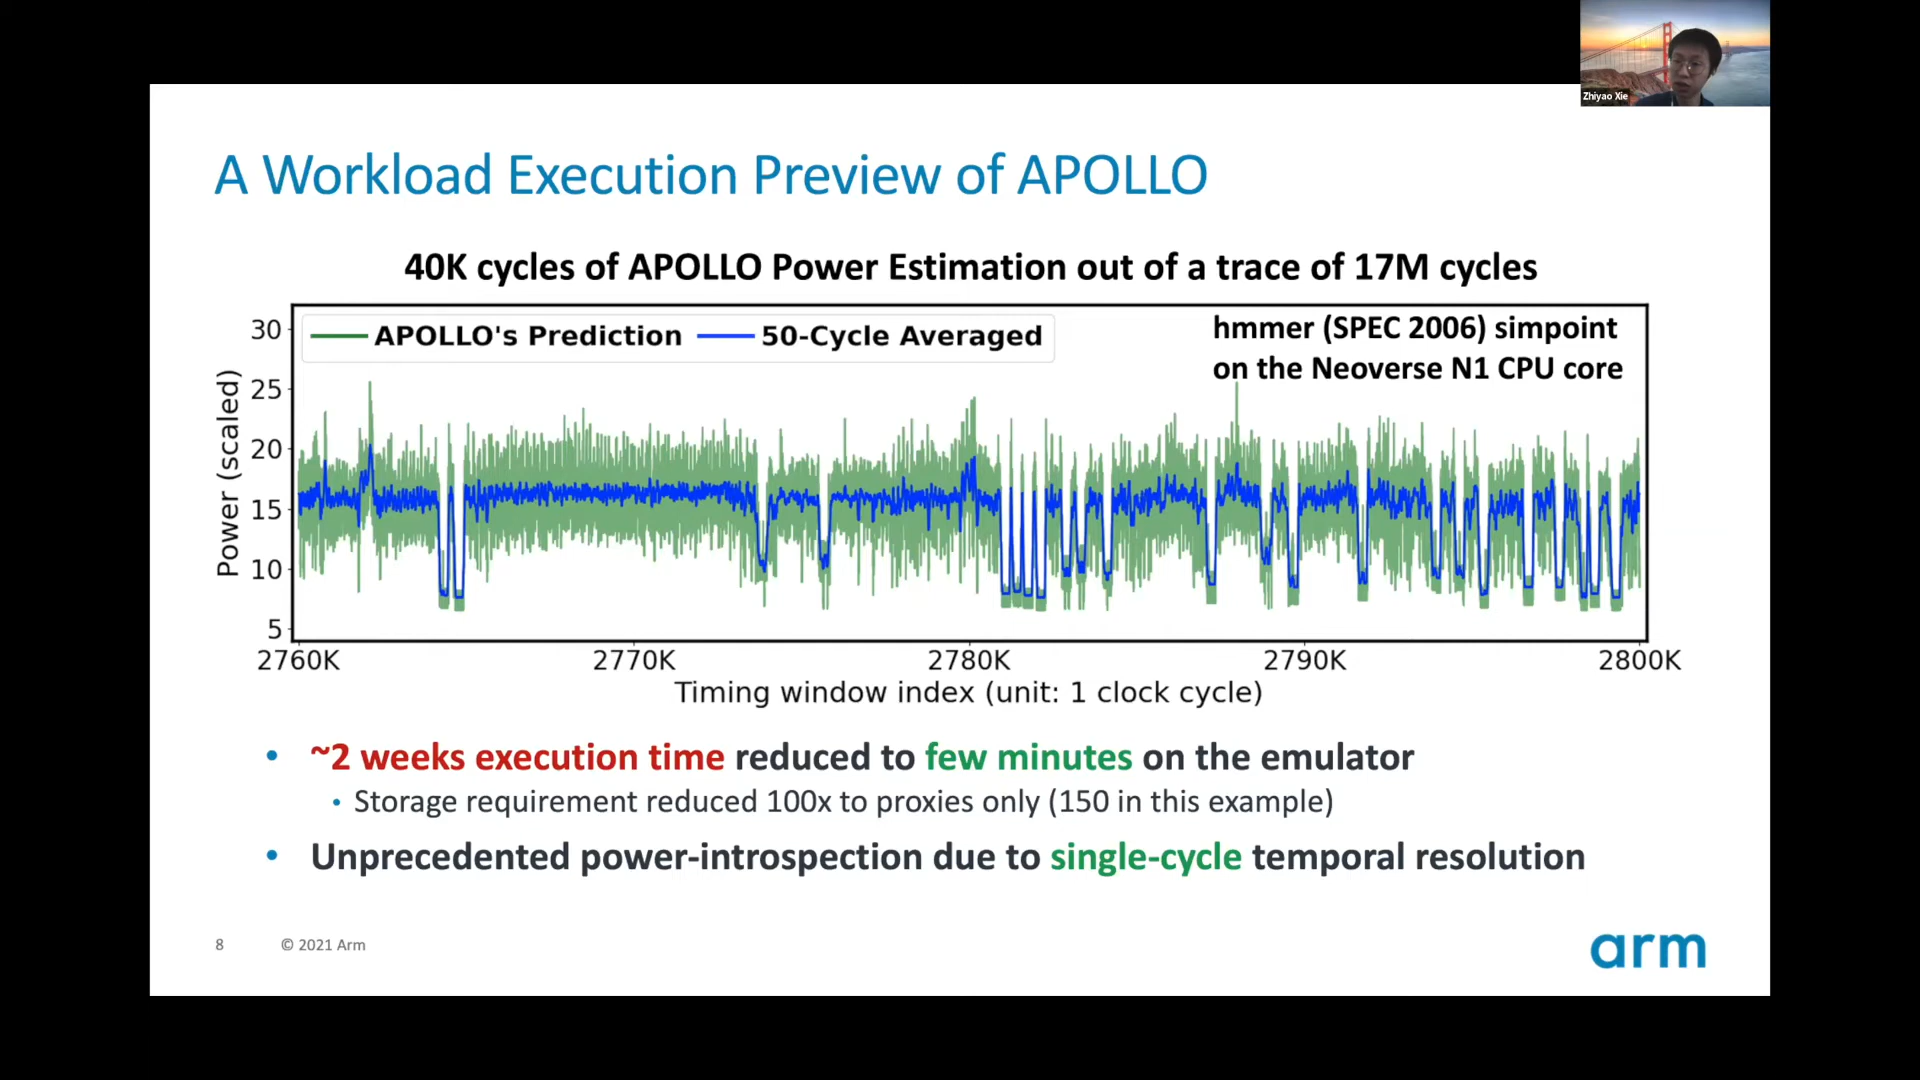 Zhiyao Xie
A Workload Execution Preview of APOLLO
40K cycles of APOLLO Power Estimation out of a trace of 17M cycles
APOLLO's Prediction
50-Cycle Averaged
hmmer (SPEC 2006) simpoint
on the Neoverse N1 CPU core
Power (scaled)
30
25
20
15
10
5
2760K 2770K 2780K 2790K 2800K
Timing window index (unit: 1 clock cycle)
• ~2 weeks execution time reduced to few minutes on the emulator
• Storage requirement reduced 100x to proxies only (150 in this example)
• Unprecedented power-introspection due to single-cycle temporal resolution
8 © 2021 Arm
arm